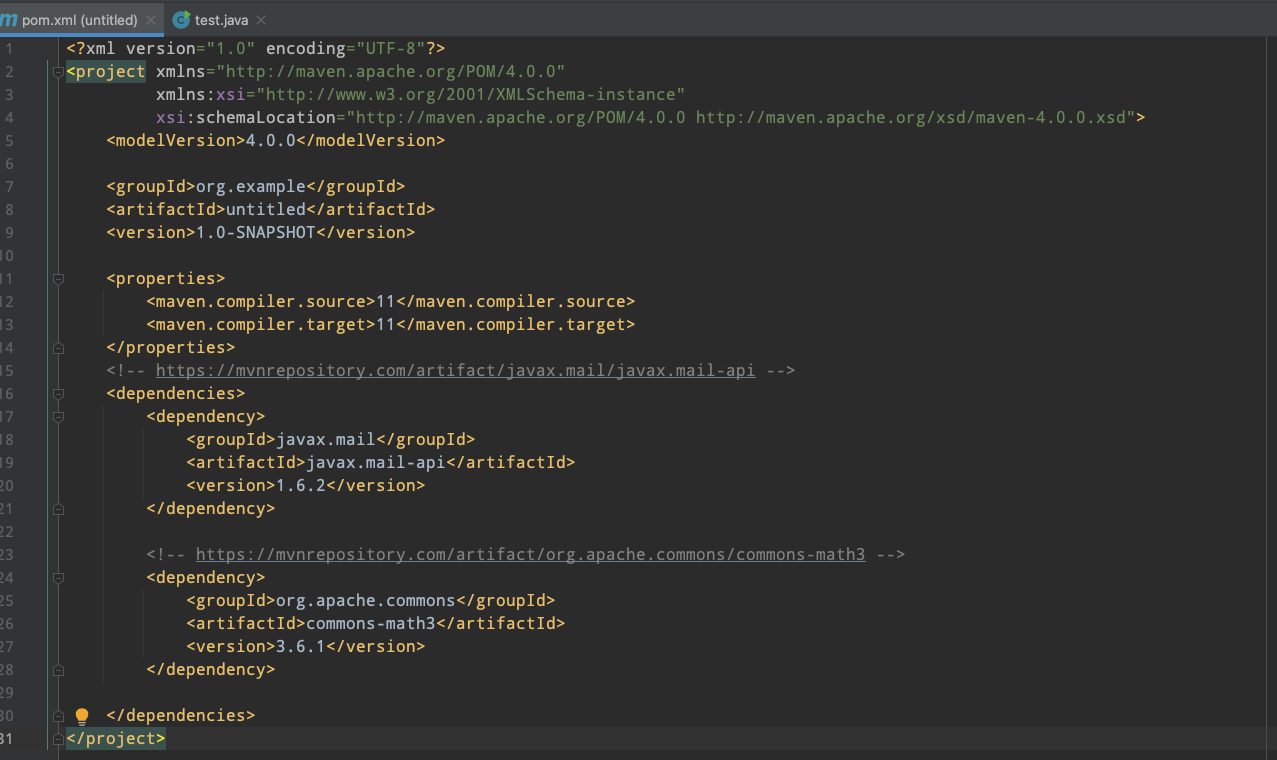 pom.xml (untitled) test.java
1 <?xml version="1.0" encoding="UTF-8"?>
2 <project xmlns="http://maven.apache.org/POM/4.0.0"
3 xmlns:xsi="http://www.w3.org/2001/XMLSchema-instance"
4 xsi:schemaLocation="http://maven.apache.org/POM/4.0.0 http://maven.apache.org/xsd/maven-4.0.0.xsd">
5 <modelVersion>4.0.0</modelVersion>
6
7 <groupId>org.example</groupId>
8 <artifactId>untitled</artifactId>
9 <version>1.0-SNAPSHOT</version>
10
11 <properties>
12 <maven.compiler.source>11</maven.compiler.source>
13 <maven.compiler.target>11</maven.compiler.target>
14 </properties>
15 <!-- https://mvnrepository.com/artifact/javax.mail/javax.mail-api -->
16 <dependencies>
17 <dependency>
18 <groupId>javax.mail</groupId>
19 <artifactId>javax.mail-api</artifactId>
20 <version>1.6.2</version>
21 </dependency>
22
23 <!-- https://mvnrepository.com/artifact/org.apache.commons/commons-math3 -->
24 <dependency>
25 <groupId>org.apache.commons</groupId>
26 <artifactId>commons-math3</artifactId>
27 <version>3.6.1</version>
28 </dependency>
29
30 </dependencies>
31 </project>